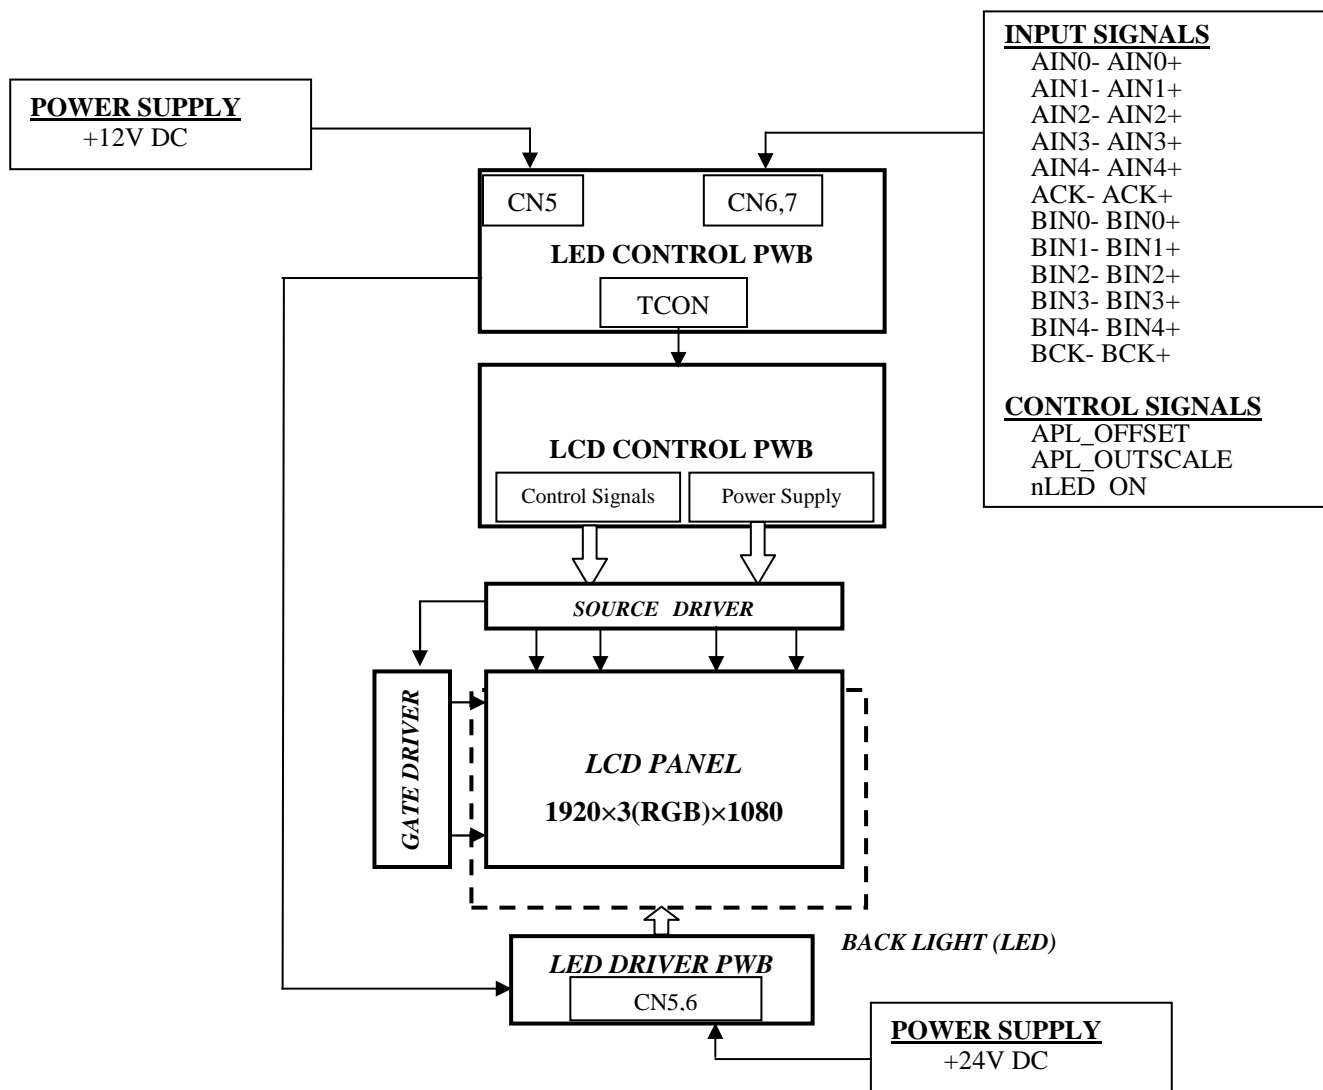 POWER SUPPLY
+12V DC
INPUT SIGNALS
AIN0- AIN0+
AIN1- AIN1+
AIN2- AIN2+
AIN3- AIN3+
AIN4- AIN4+
ACK- ACK+
BIN0- BIN0+
BIN1- BIN1+
BIN2- BIN2+
BIN3- BIN3+
BIN4- BIN4+
BCK- BCK+
CONTROL SIGNALS
APL_OFFSET
APL_OUTSCALE
nLED ON
CN5
CN6,7
LED CONTROL PWB
TCON
LCD CONTROL PWB
Control Signals
Power Supply
SOURCE DRIVER
GATE DRIVER
LCD PANEL
1920×3(RGB)×1080
BACK LIGHT (LED)
LED DRIVER PWB
CN5,6
POWER SUPPLY
+24V DC